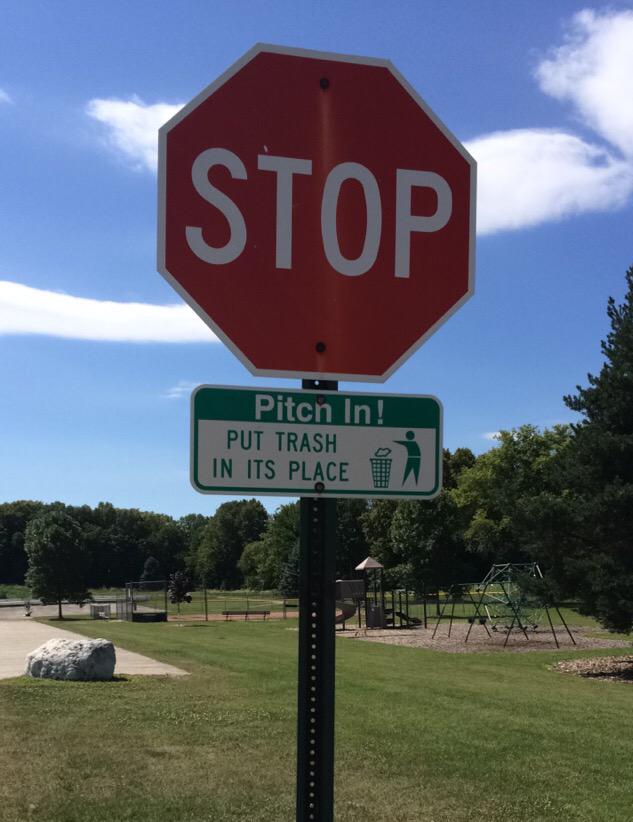 STOP
Pitch In!
PUT TRASH
IN ITS PLACE